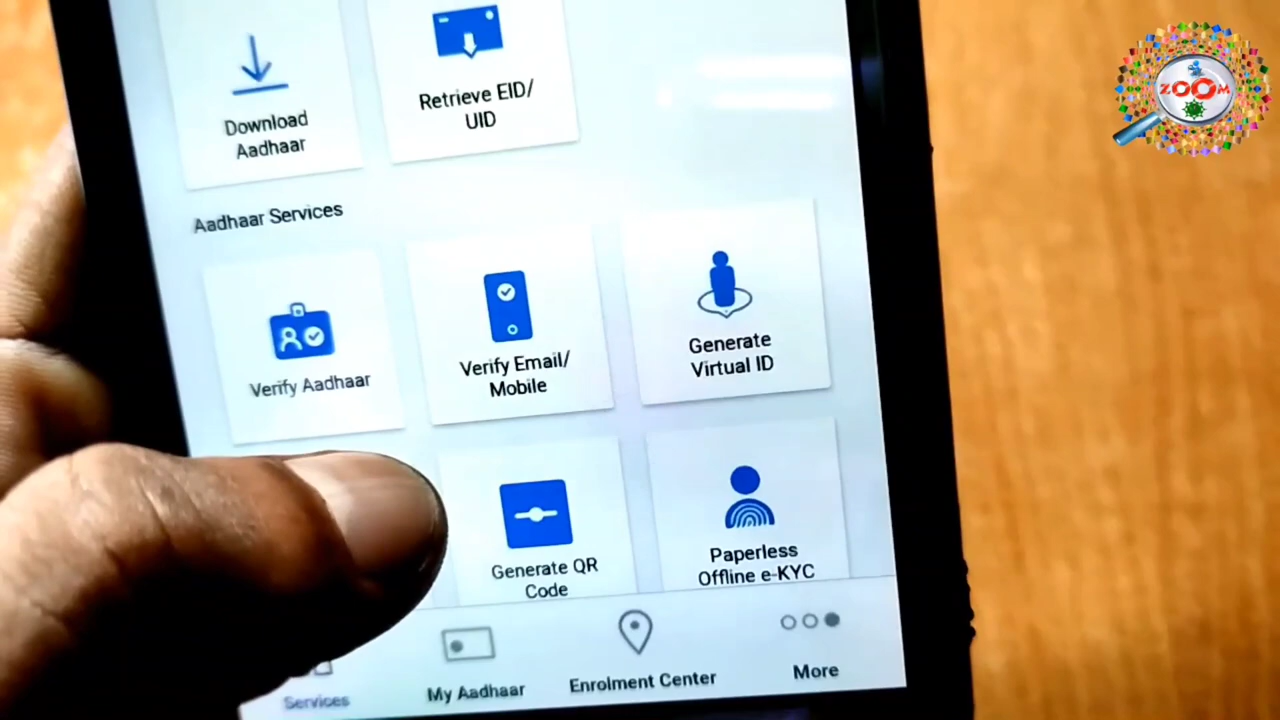 Download
Aadhaar
Retrieve EID/
UID
ZOOM
Aadhaar Services
Verify Aadhaar
Verify Email/
Mobile
Generate
Virtual ID
Generate QR
Code
Paperless
Offline e-KYC
Services
My Aadhaar
Enrolment Center
More